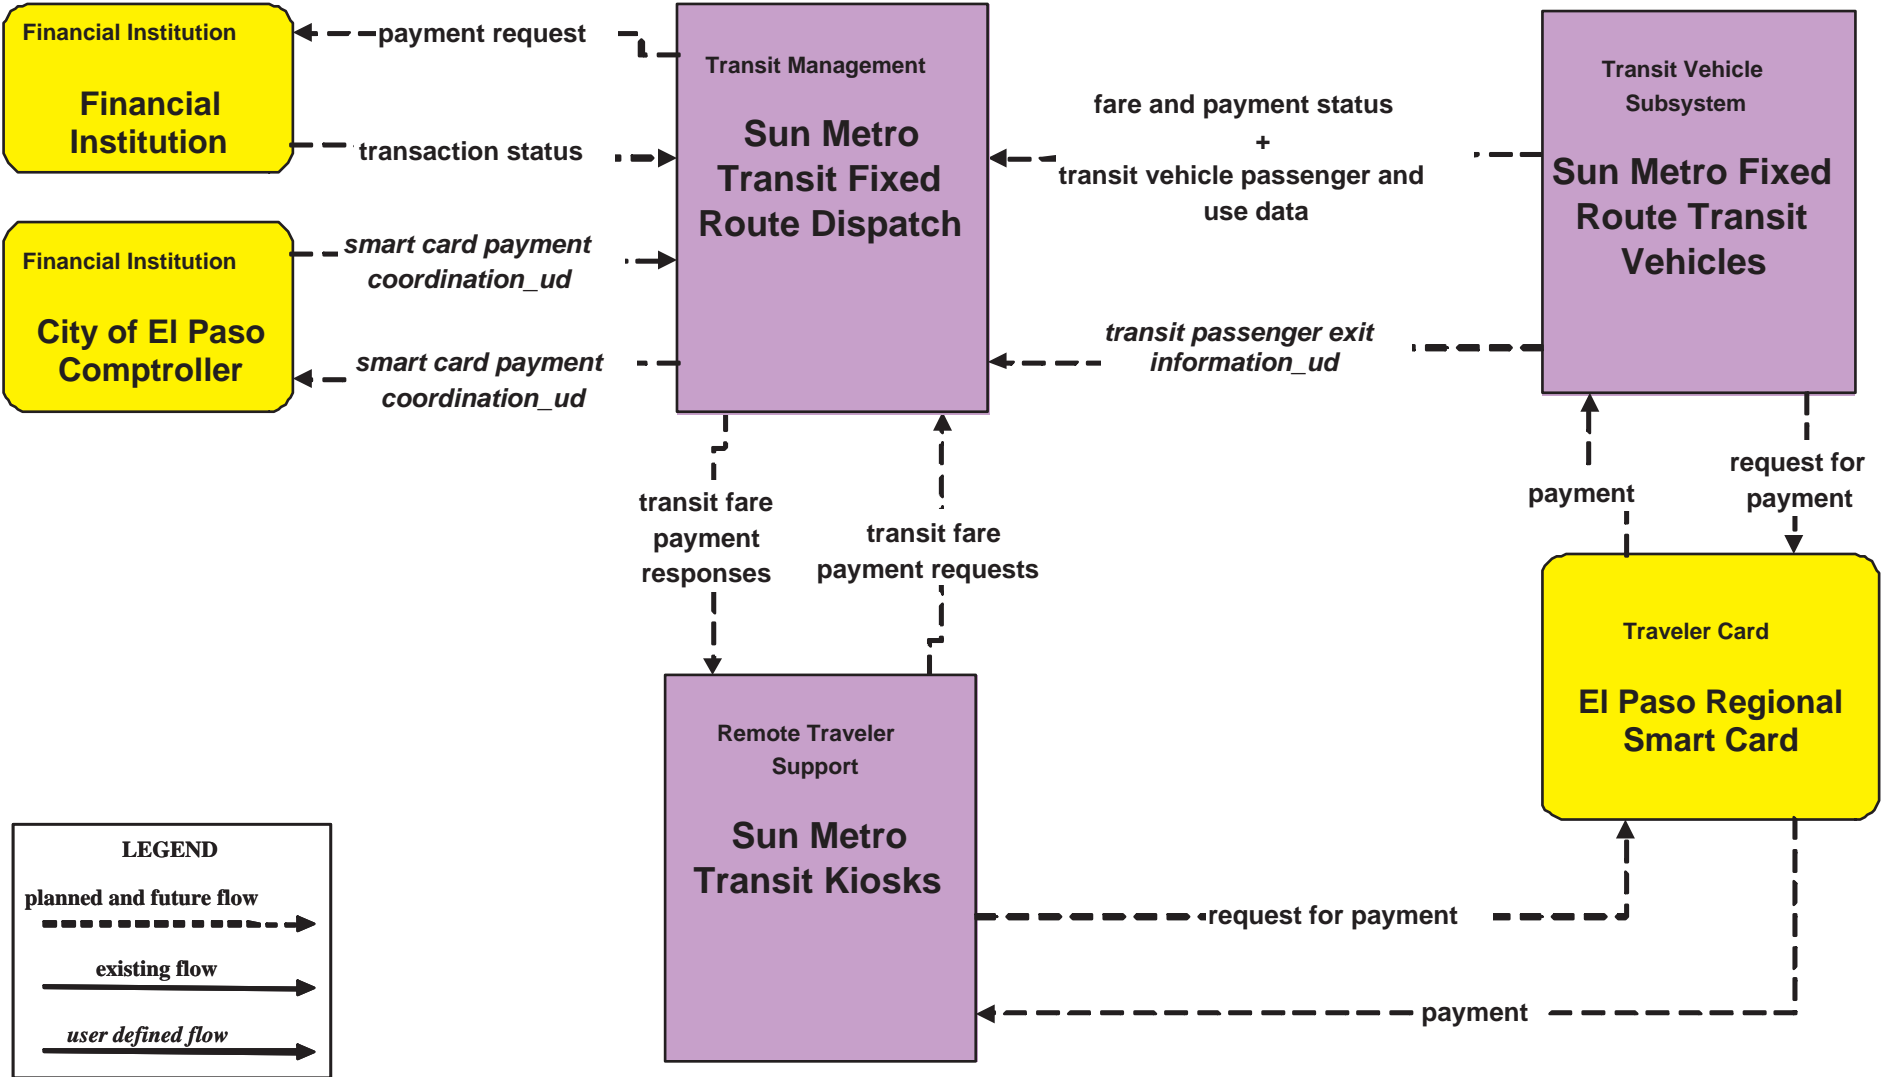 Financial Institution
Financial
Institution
payment request
transaction status
Financial Institution
City of El Paso
Comptroller
smart card payment
coordination_ud
smart card payment
coordination_ud
Transit Management
Sun Metro
Transit Fixed
Route Dispatch
fare and payment status
+
transit vehicle passenger and
use data
transit passenger exit
information_ud
Transit Vehicle
Subsystem
Sun Metro Fixed
Route Transit
Vehicles
transit fare
payment
responses
transit fare
payment requests
payment
request for
payment
Traveler Card
El Paso Regional
Smart Card
Remote Traveler
Support
Sun Metro
Transit Kiosks
request for payment
payment
LEGEND
planned and future flow
existing flow
user defined flow